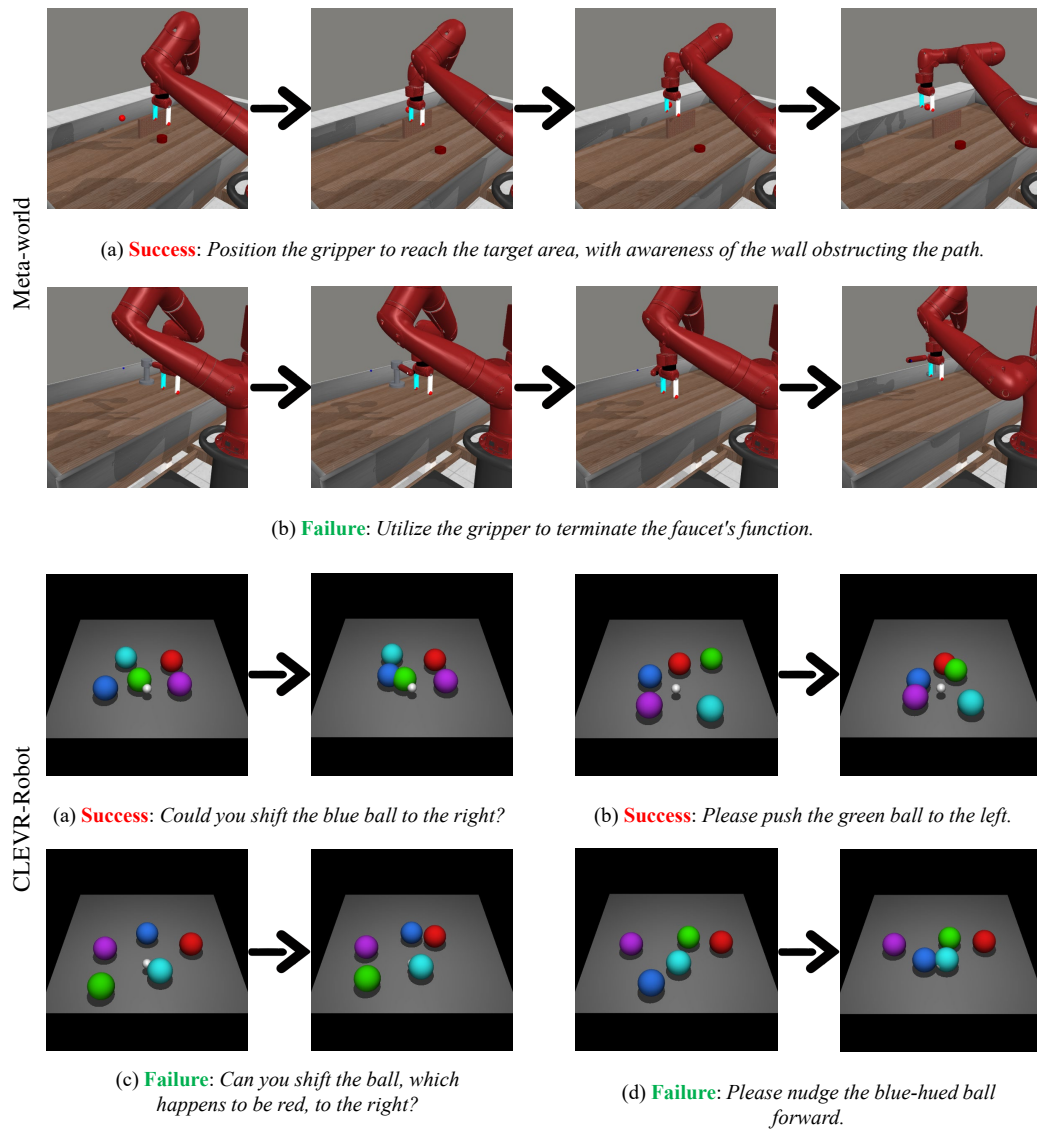 Meta-world
(a) Success: Position the gripper to reach the target area, with awareness of the wall obstructing the path.
(b) Failure: Utilize the gripper to terminate the faucet's function.
CLEVR-Robot
(a) Success: Could you shift the blue ball to the right?
(b) Success: Please push the green ball to the left.
(c) Failure: Can you shift the ball, which
happens to be red, to the right?
(d) Failure: Please nudge the blue-hued ball
forward.